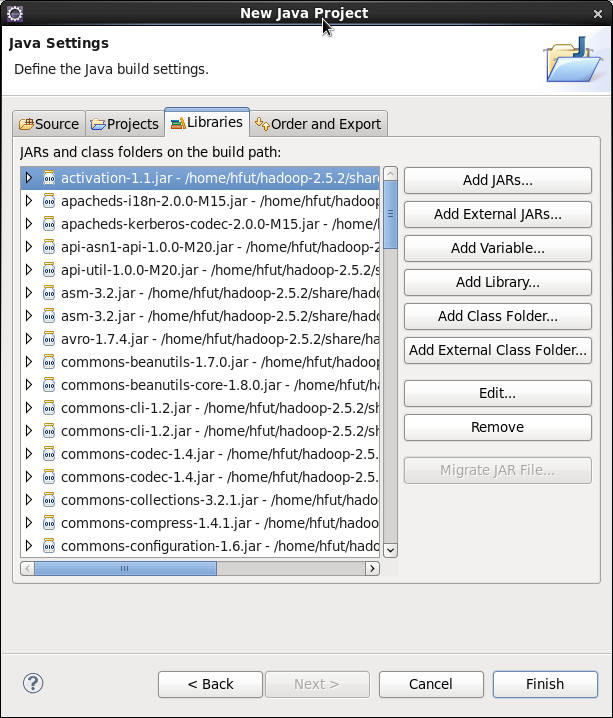 New Java Project
Java Settings
Define the Java build settings.
Source
Projects
Libraries
Order and Export
JARs and class folders on the build path:
activation-1.1.jar - /home/hfut/hadoop-2.5.2/share
apacheds-i18n-2.0.0-M15.jar - /home/hfut/hadoop
apacheds-kerberos-codec-2.0.0-M15.jar - /home/l
api-asn1-api-1.0.0-M20.jar - /home/hfut/hadoop-2
api-util-1.0.0-M20.jar - /home/hfut/hadoop-2.5.2/s
asm-3.2.jar - /home/hfut/hadoop-2.5.2/share/hado
asm-3.2.jar - /home/hfut/hadoop-2.5.2/share/hado
avro-1.7.4.jar - /home/hfut/hadoop-2.5.2/share/ha
commons-beanutils-1.7.0.jar - /home/hfut/hadoop
commons-beanutils-core-1.8.0.jar - /home/hfut/ha
commons-cli-1.2.jar - /home/hfut/hadoop-2.5.2/sh
commons-cli-1.2.jar - /home/hfut/hadoop-2.5.2/sh
commons-codec-1.4.jar - /home/hfut/hadoop-2.5.
commons-codec-1.4.jar - /home/hfut/hadoop-2.5.
commons-collections-3.2.1.jar - /home/hfut/hado
commons-compress-1.4.1.jar - /home/hfut/hadoo
commons-configuration-1.6.jar - /home/hfut/hado
Add JARs...
Add External JARs...
Add Variable...
Add Library...
Add Class Folder...
Add External Class Folder...
Edit...
Remove
Migrate JAR File...
?
< Back
Next >
Cancel
Finish